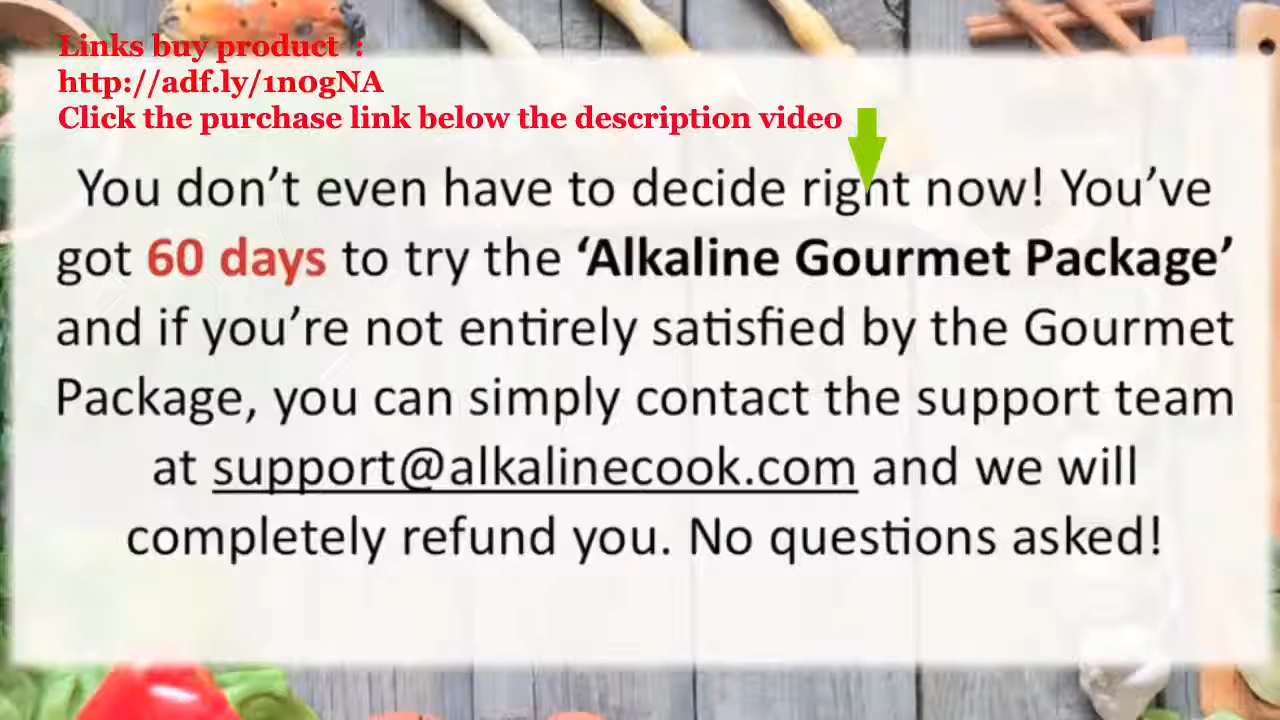 Links buy product  :
http://adf.ly/1n0gNA
Click the purchase link below the description video
You don’t even have to decide right now! You’ve
got 60 days to try the ‘Alkaline Gourmet Package’
and if you’re not entirely satisfied by the Gourmet
Package, you can simply contact the support team
at support@alkalinecook.com and we will
completely refund you. No questions asked!